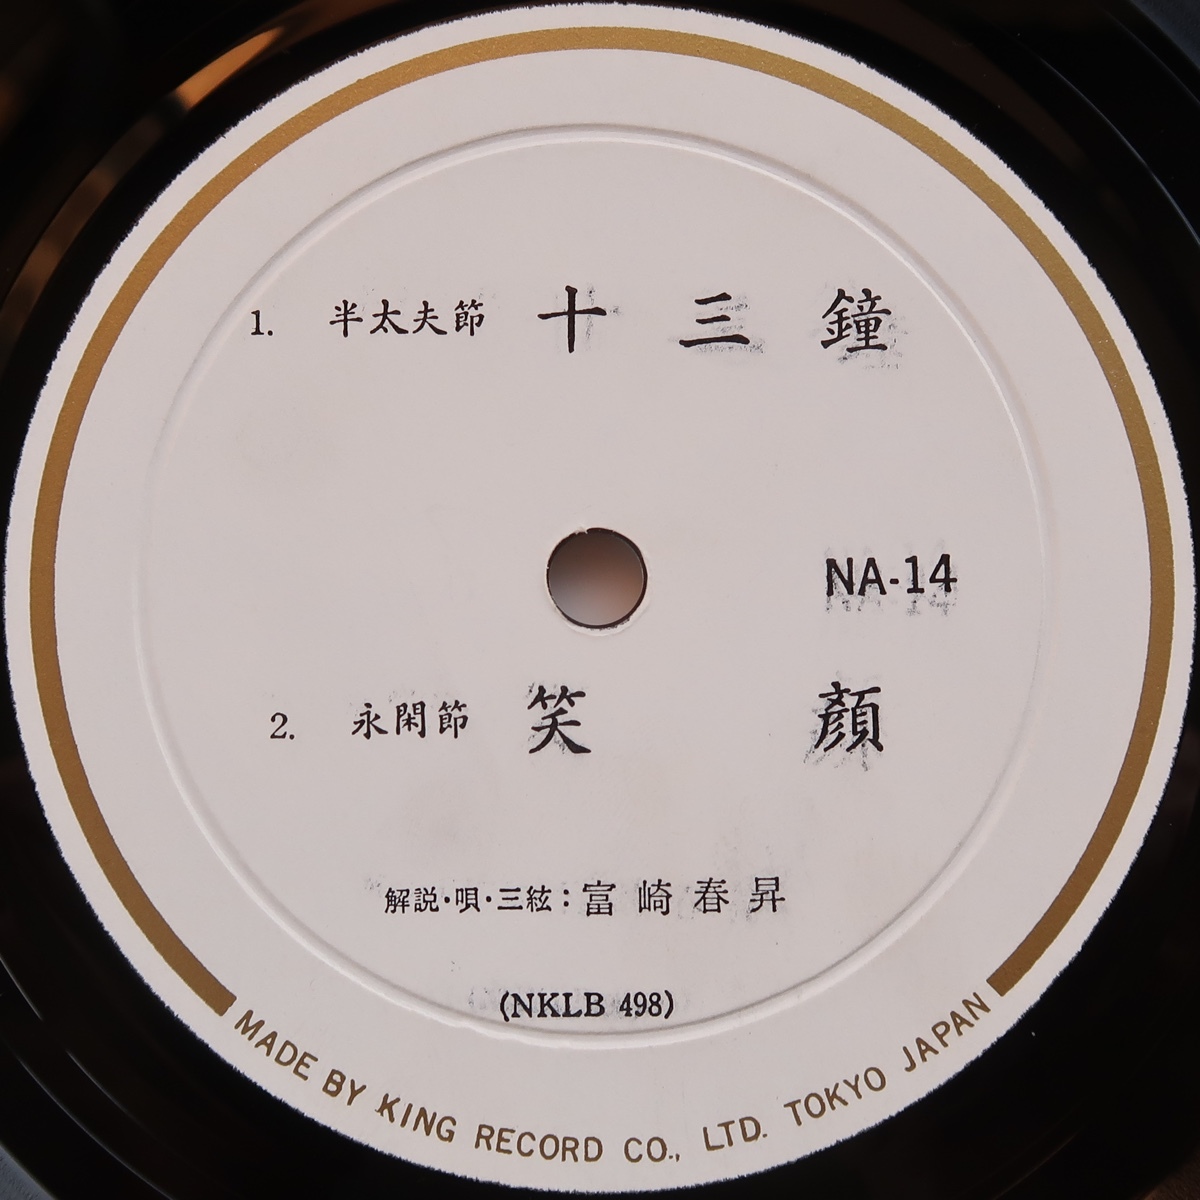 1. 半太夫節 十三鐘
NA-14
2. 永閑節 笑顔
解説・唄・三絃：富崎春昇
(NKLB 498)
MADE BY KING RECORD CO., LTD. TOKYO JAPAN